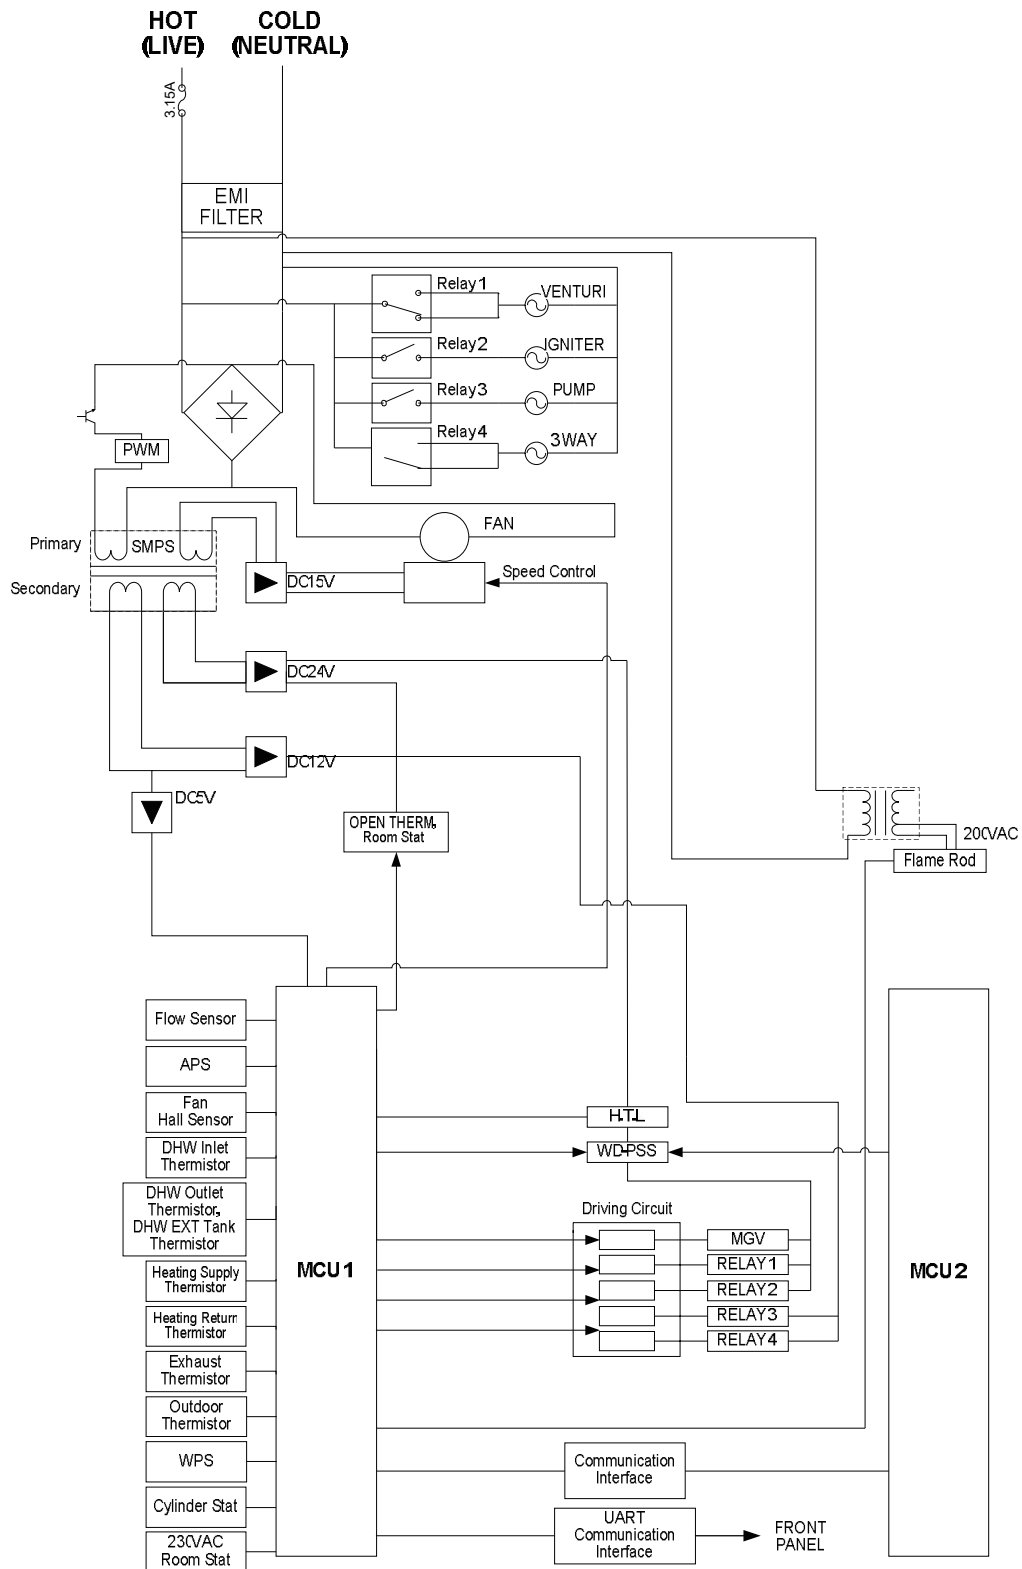 HOT
(LIVE)
COLD
(NEUTRAL)
3.15A
EMI
FILTER
Relay1
VENTURI
Relay2
IGNITER
Relay3
PUMP
Relay4
3WAY
PWM
FAN
Primary
SMPS
Secondary
DC15V
Speed Control
DC24V
DC12V
DC5V
OPEN THERM,
Room Stat
200VAC
Flame Rod
Flow Sensor
APS
Fan
Hall Sensor
DHW Inlet
Thermistor
DHW Outlet
Thermistor,
DHW EXT Tank
Thermistor
Heating Supply
Thermistor
Heating Return
Thermistor
Exhaust
Thermistor
Outdoor
Thermistor
WPS
Cylinder Stat
230VAC
Room Stat
MCU1
H.T.L
WD-PSS
Driving Circuit
MGV
RELAY1
RELAY2
RELAY3
RELAY4
MCU2
Communication
Interface
UART
Communication
Interface
FRONT
PANEL